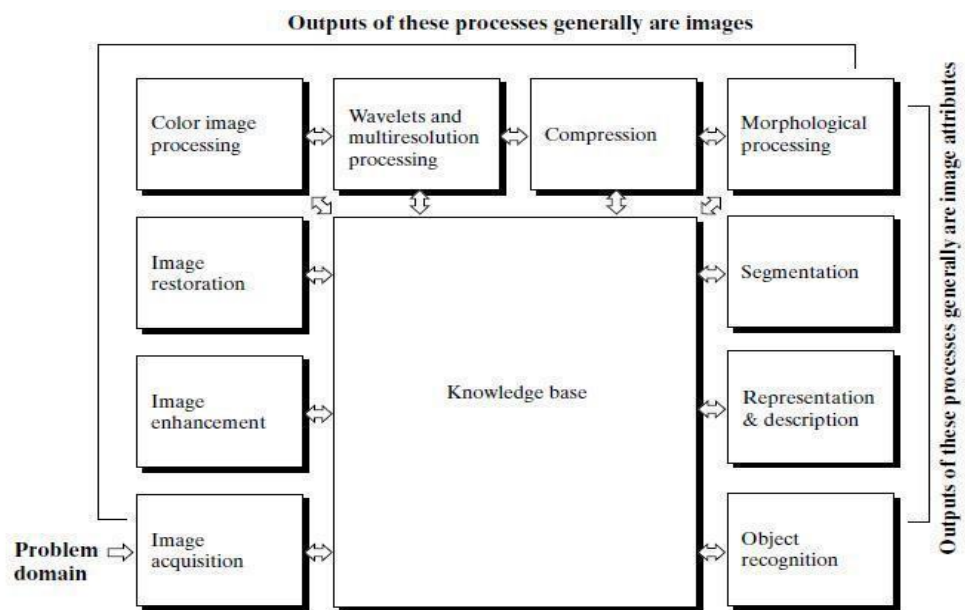 Outputs of these processes generally are images
Color image
processing
Wavelets and
multiresolution
processing
Compression
Morphological
processing
Image
restoration
Segmentation
Image
enhancement
Knowledge base
Representation
& description
Problem
domain
Image
acquisition
Object
recognition
Outputs of these processes generally are image attributes